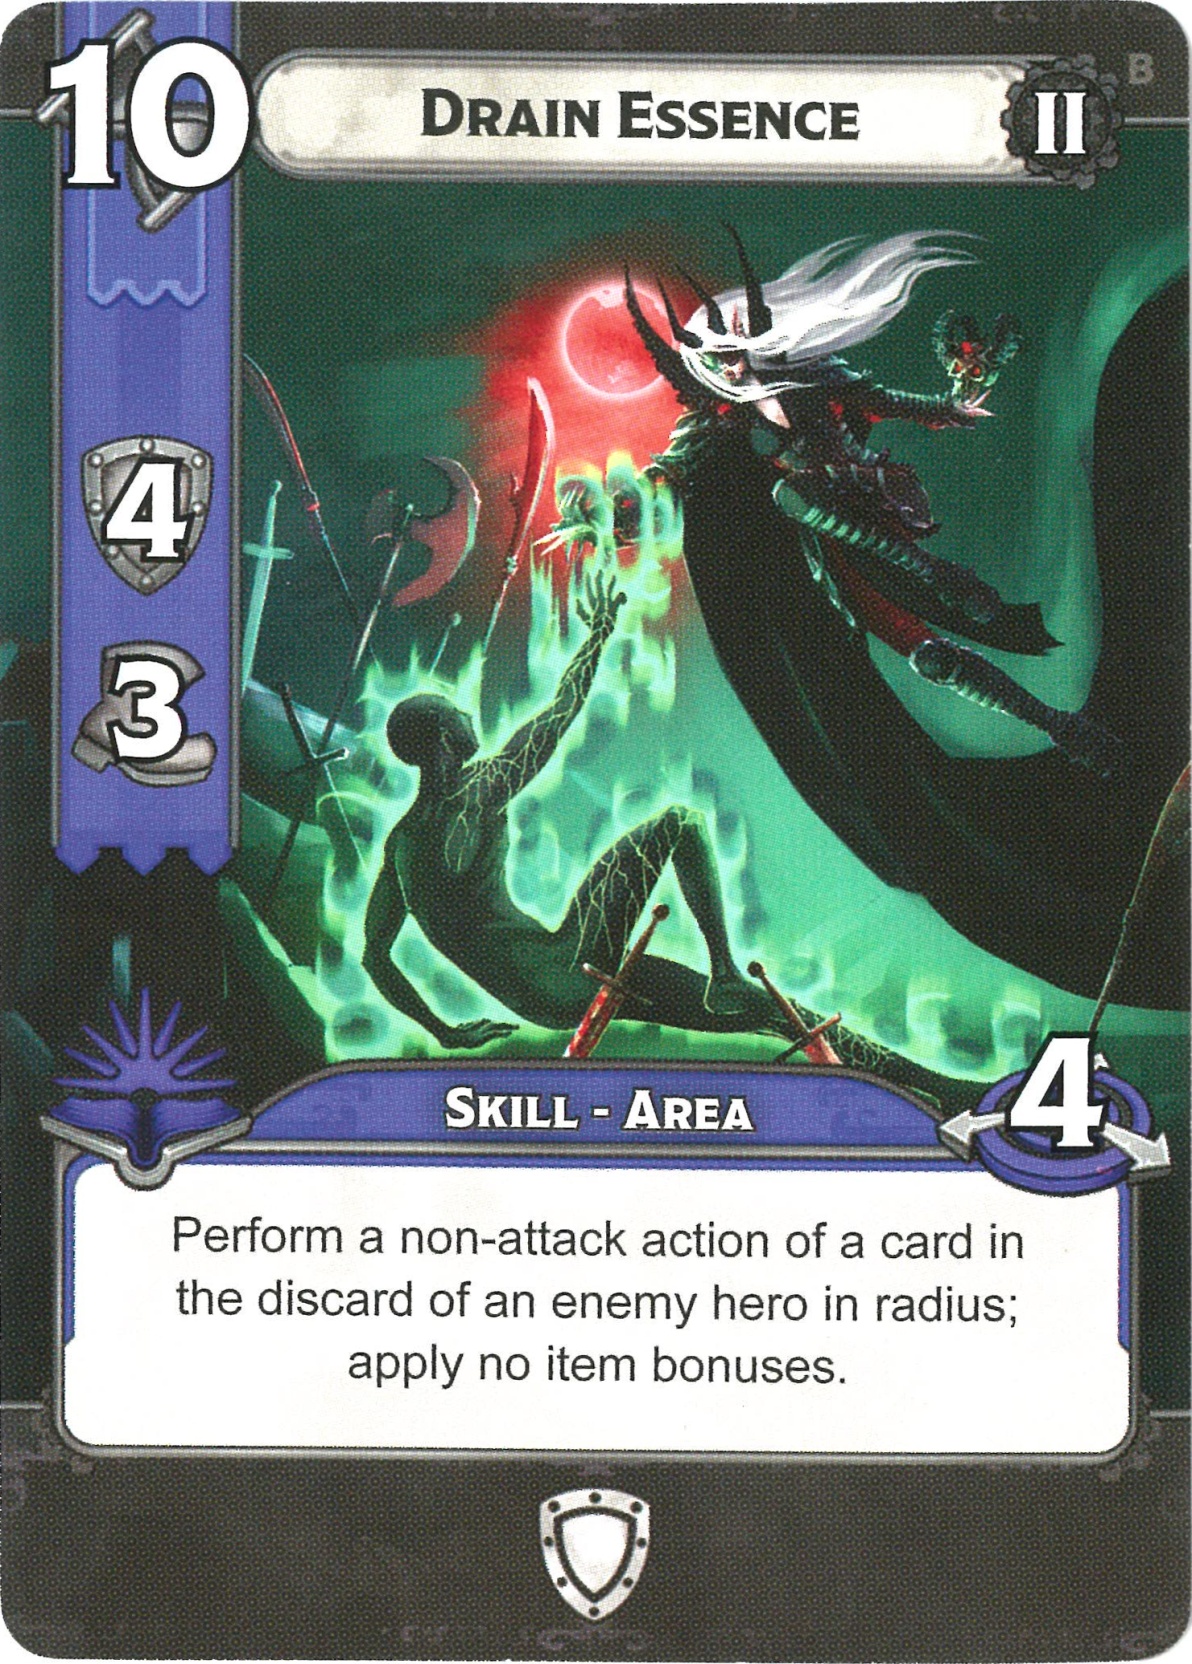 10
DRAIN ESSENCE
II
B
4
3
SKILL - AREA
4
Perform a non-attack action of a card in
the discard of an enemy hero in radius;
apply no item bonuses.